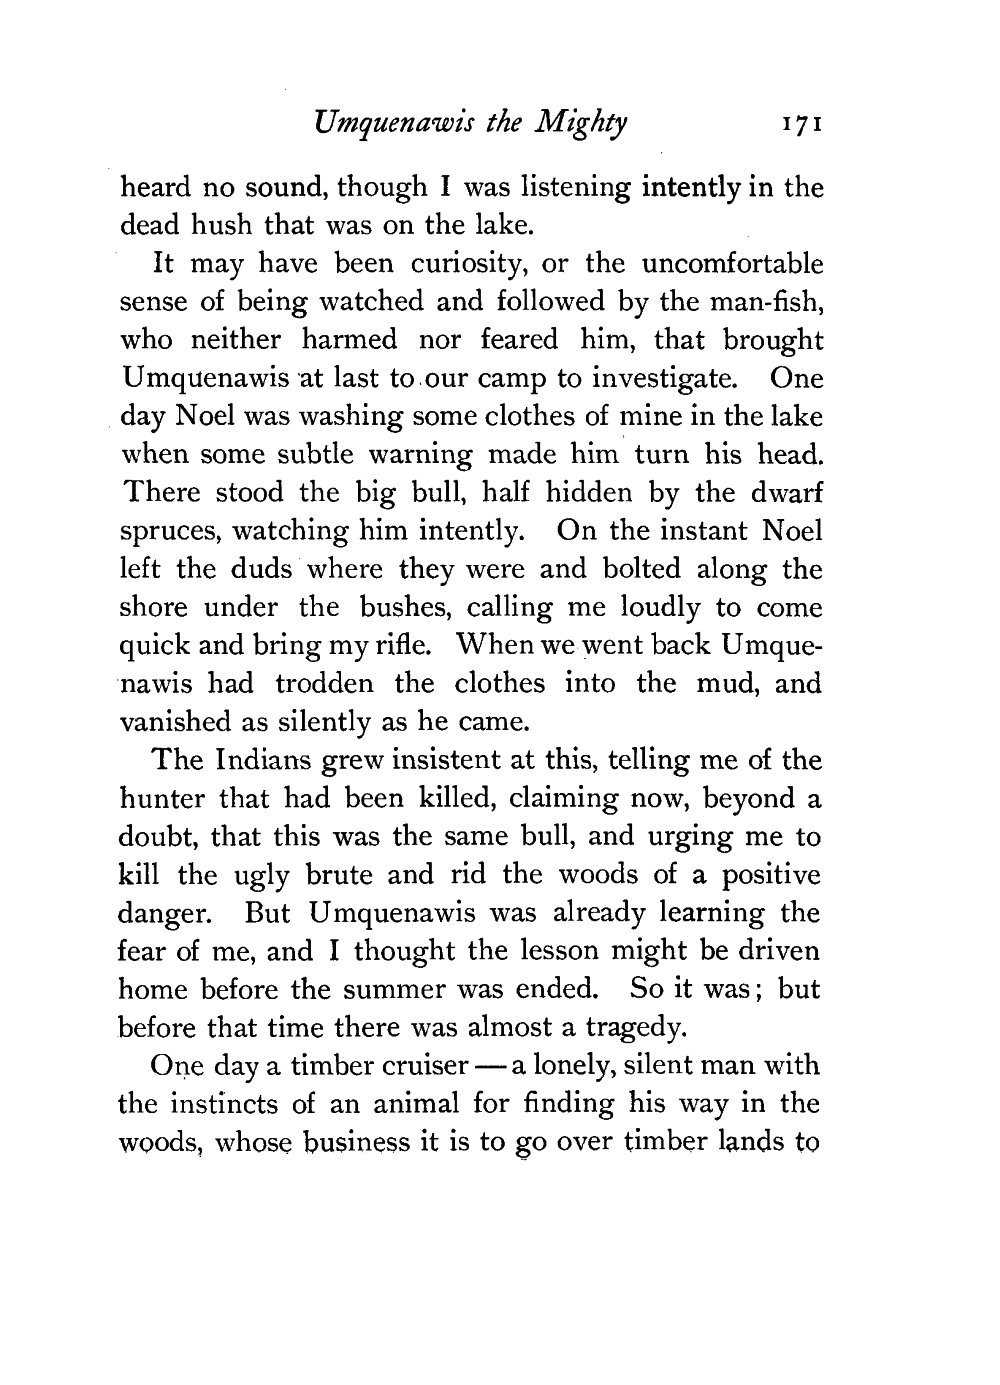 Umquenawis the Mighty 171
heard no sound, though I was listening intently in the
dead hush that was on the lake.
It may have been curiosity, or the uncomfortable
sense of being watched and followed by the man-fish,
who neither harmed nor feared him, that brought
Umquenawis at last to our camp to investigate. One
day Noel was washing some clothes of mine in the lake
when some subtle warning made him turn his head.
There stood the big bull, half hidden by the dwarf
spruces, watching him intently. On the instant Noel
left the duds where they were and bolted along the
shore under the bushes, calling me loudly to come
quick and bring my rifle. When we went back Umque-
nawis had trodden the clothes into the mud, and
vanished as silently as he came.
The Indians grew insistent at this, telling me of the
hunter that had been killed, claiming now, beyond a
doubt, that this was the same bull, and urging me to
kill the ugly brute and rid the woods of a positive
danger. But Umquenawis was already learning the
fear of me, and I thought the lesson might be driven
home before the summer was ended. So it was; but
before that time there was almost a tragedy.
One day a timber cruiser — a lonely, silent man with
the instincts of an animal for finding his way in the
woods, whose business it is to go over timber lands to